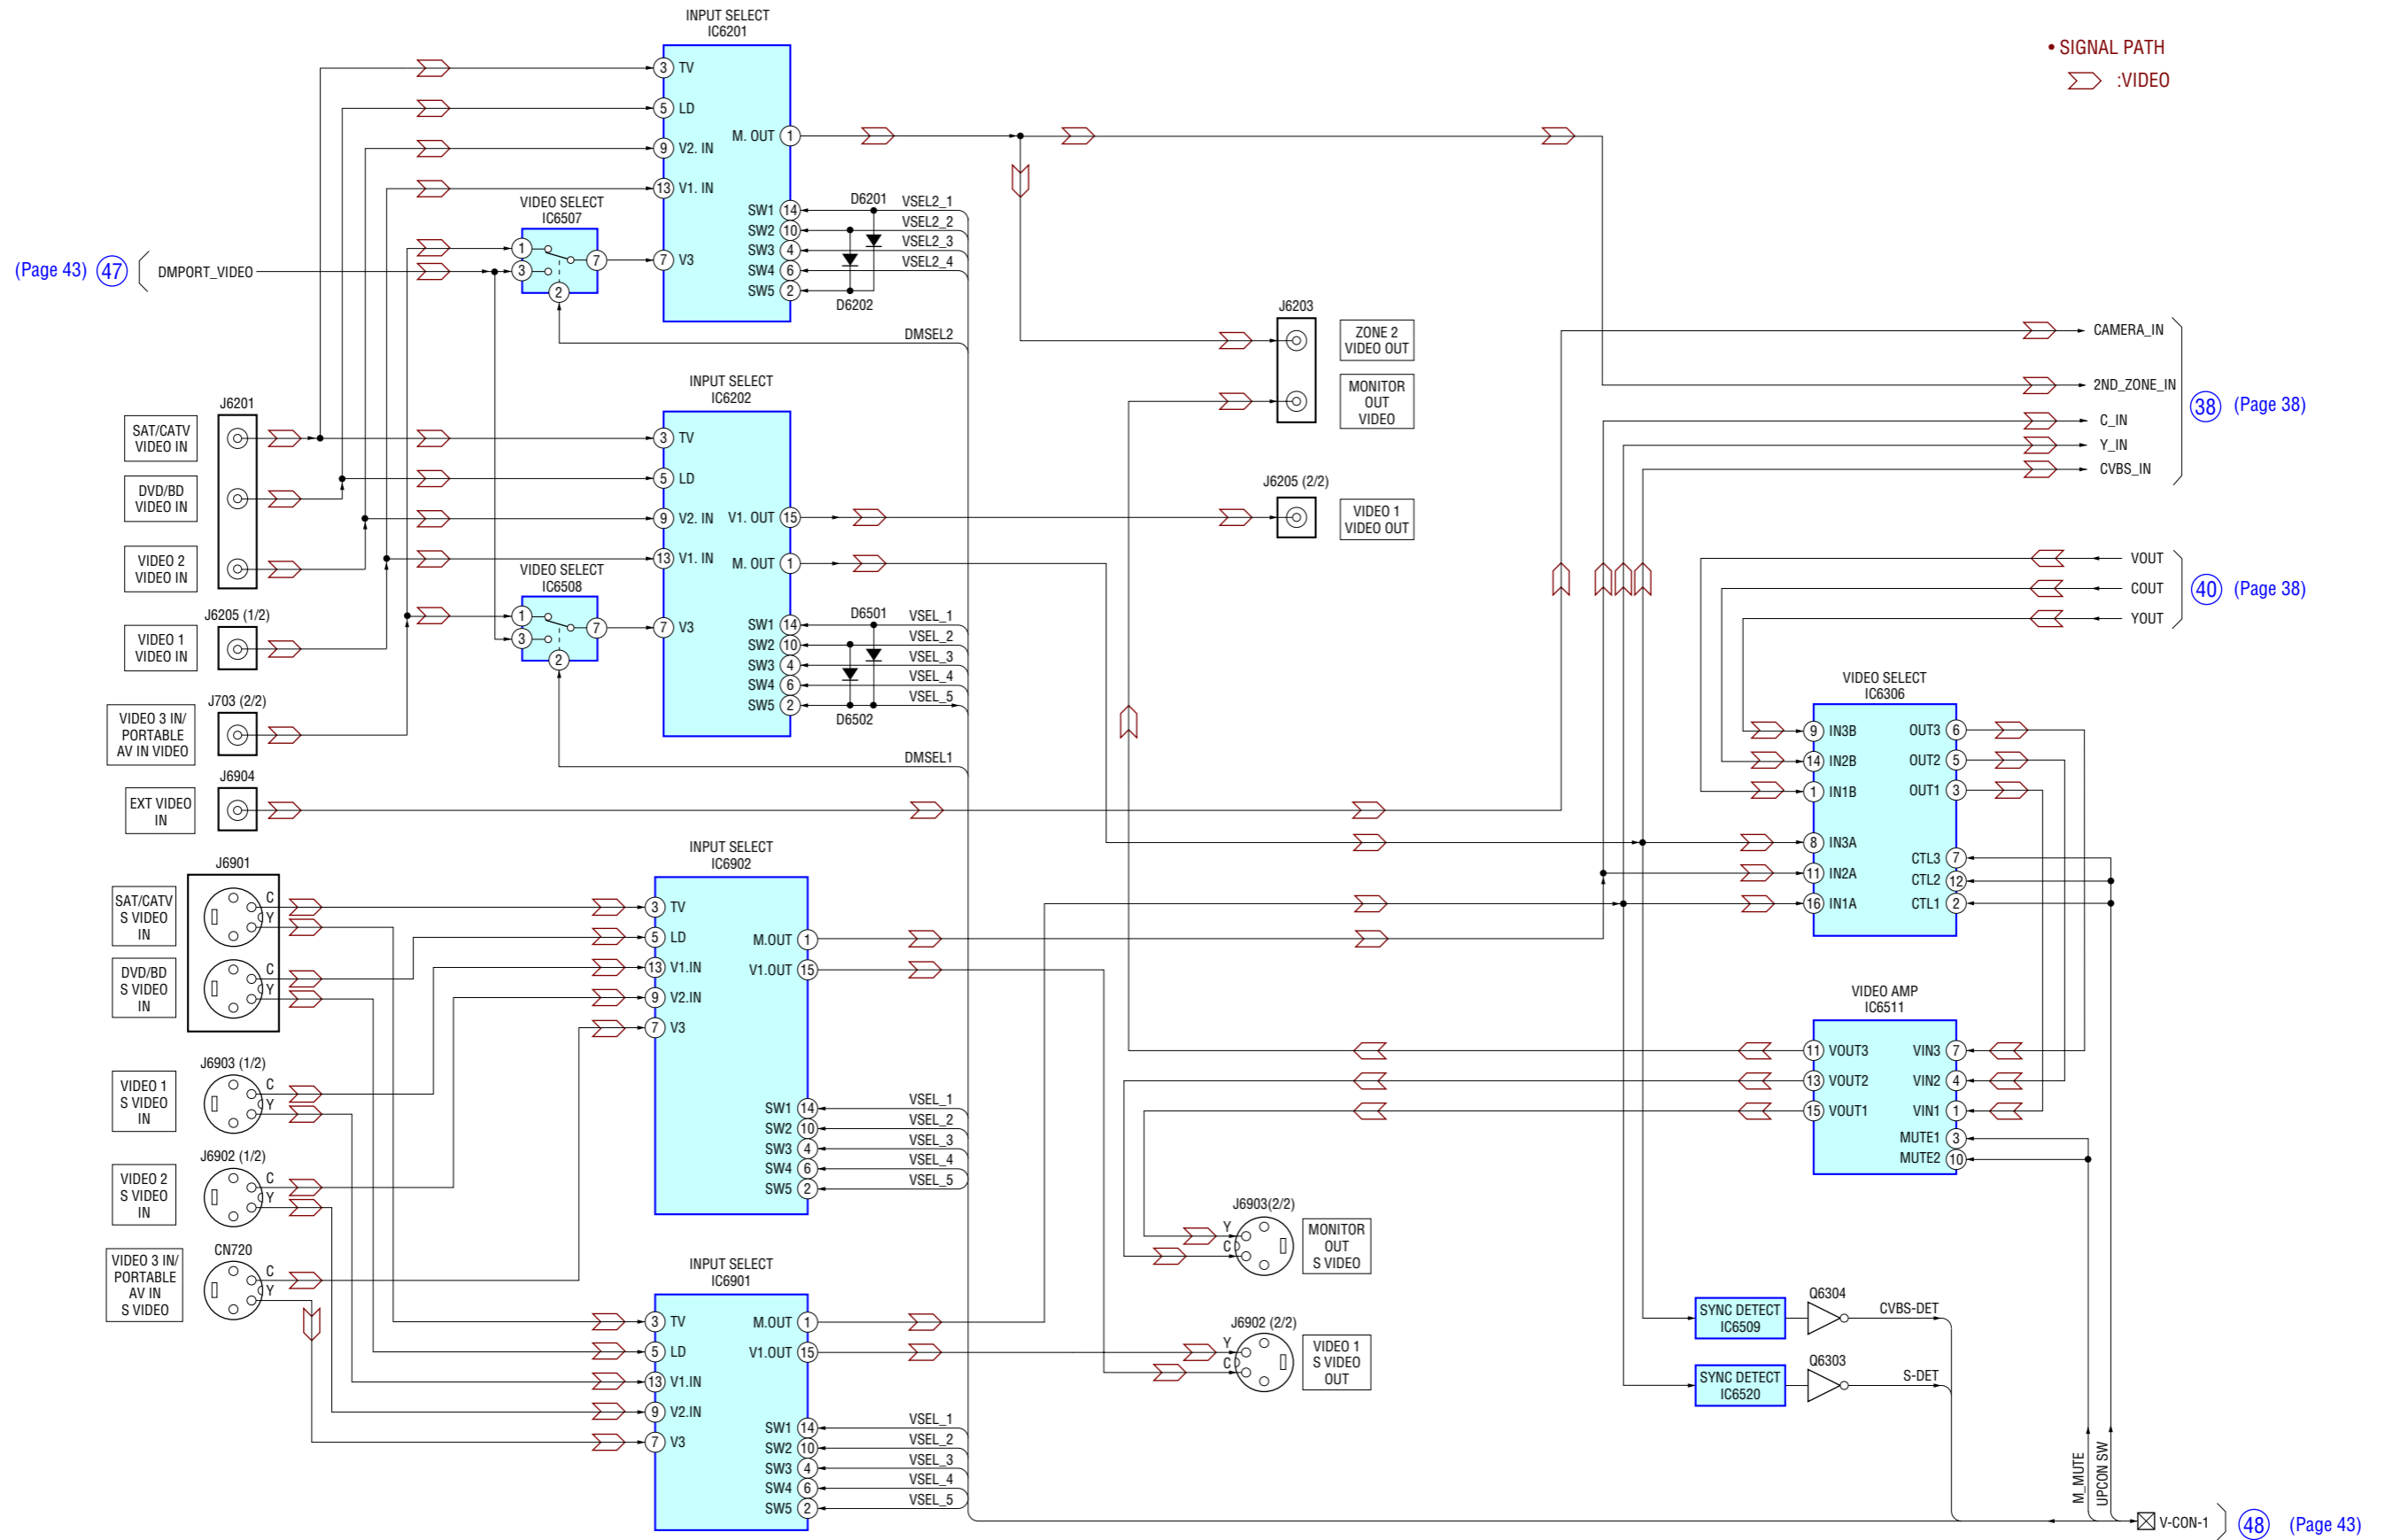 INPUT SELECT
IC6201
• SIGNAL PATH
:VIDEO
3 TV
5 LD
9 V2. IN
13 V1. IN
7 V3
M. OUT 1
SW1 14
SW2 10
SW3 4
SW4 6
SW5 2
D6201
D6202
VSEL2_1
VSEL2_2
VSEL2_3
VSEL2_4
DMSEL2
VIDEO SELECT
IC6507
1
3
2
7
(Page 43) 47
DMPORT_VIDEO
J6203
ZONE 2
VIDEO OUT
MONITOR
OUT
VIDEO
CAMERA_IN
2ND_ZONE_IN
C_IN
Y_IN
CVBS_IN
38 (Page 38)
INPUT SELECT
IC6202
3 TV
5 LD
9 V2. IN
13 V1. IN
7 V3
V1. OUT 15
M. OUT 1
SW1 14
SW2 10
SW3 4
SW4 6
SW5 2
D6501
D6502
VSEL_1
VSEL_2
VSEL_3
VSEL_4
VSEL_5
DMSEL1
VIDEO SELECT
IC6508
1
3
2
7
J6201
SAT/CATV
VIDEO IN
DVD/BD
VIDEO IN
VIDEO 2
VIDEO IN
J6205 (1/2)
VIDEO 1
VIDEO IN
J703 (2/2)
VIDEO 3 IN/
PORTABLE
AV IN VIDEO
J6904
EXT VIDEO
IN
J6205 (2/2)
VIDEO 1
VIDEO OUT
VOUT
COUT
YOUT
40 (Page 38)
VIDEO SELECT
IC6306
9 IN3B
14 IN2B
1 IN1B
8 IN3A
11 IN2A
16 IN1A
OUT3 6
OUT2 5
OUT1 3
CTL3 7
CTL2 12
CTL1 2
J6901
SAT/CATV
S VIDEO
IN
C
Y
DVD/BD
S VIDEO
IN
C
Y
J6903 (1/2)
VIDEO 1
S VIDEO
IN
C
Y
J6902 (1/2)
VIDEO 2
S VIDEO
IN
C
Y
CN720
VIDEO 3 IN/
PORTABLE
AV IN
S VIDEO
C
Y
INPUT SELECT
IC6902
3 TV
5 LD
13 V1.IN
9 V2.IN
7 V3
M.OUT 1
V1.OUT 15
SW1 14
SW2 10
SW3 4
SW4 6
SW5 2
VSEL_1
VSEL_2
VSEL_3
VSEL_4
VSEL_5
VIDEO AMP
IC6511
11 VOUT3
13 VOUT2
15 VOUT1
VIN3 7
VIN2 4
VIN1 1
MUTE1 3
MUTE2 10
J6903(2/2)
Y
C
MONITOR
OUT
S VIDEO
INPUT SELECT
IC6901
3 TV
5 LD
13 V1.IN
9 V2.IN
7 V3
M.OUT 1
V1.OUT 15
SW1 14
SW2 10
SW3 4
SW4 6
SW5 2
VSEL_1
VSEL_2
VSEL_3
VSEL_4
VSEL_5
J6902 (2/2)
Y
C
VIDEO 1
S VIDEO
OUT
SYNC DETECT
IC6509
Q6304
CVBS-DET
SYNC DETECT
IC6520
Q6303
S-DET
M_MUTE
UPCON SW
V-CON-1
48 (Page 43)